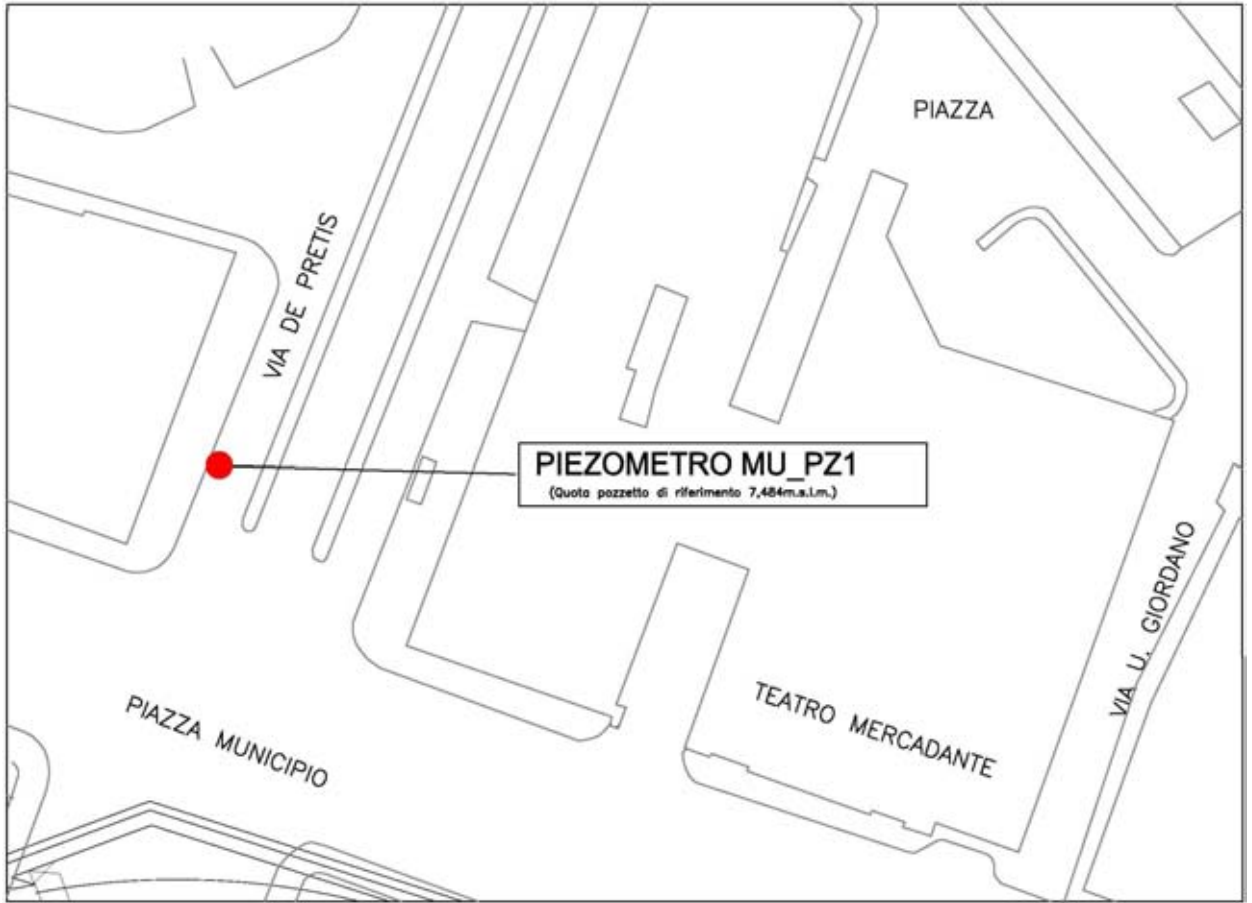 PIAZZA
VIA DE PRETIS
PIEZOMETRO MU_PZ1
(Quota pozzetto di riferimento 7,484m.s.l.m.)
VIA U. GIORDANO
TEATRO MERCADANTE
PIAZZA MUNICIPIO